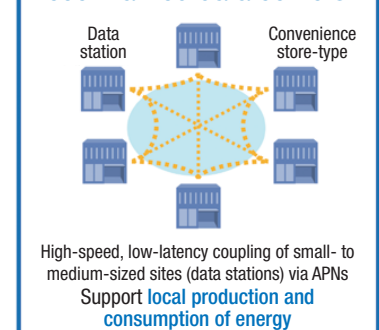 Data
station
Convenience
store-type
High-speed, low-latency coupling of small- to
medium-sized sites (data stations) via APNs
Support local production and
consumption of energy